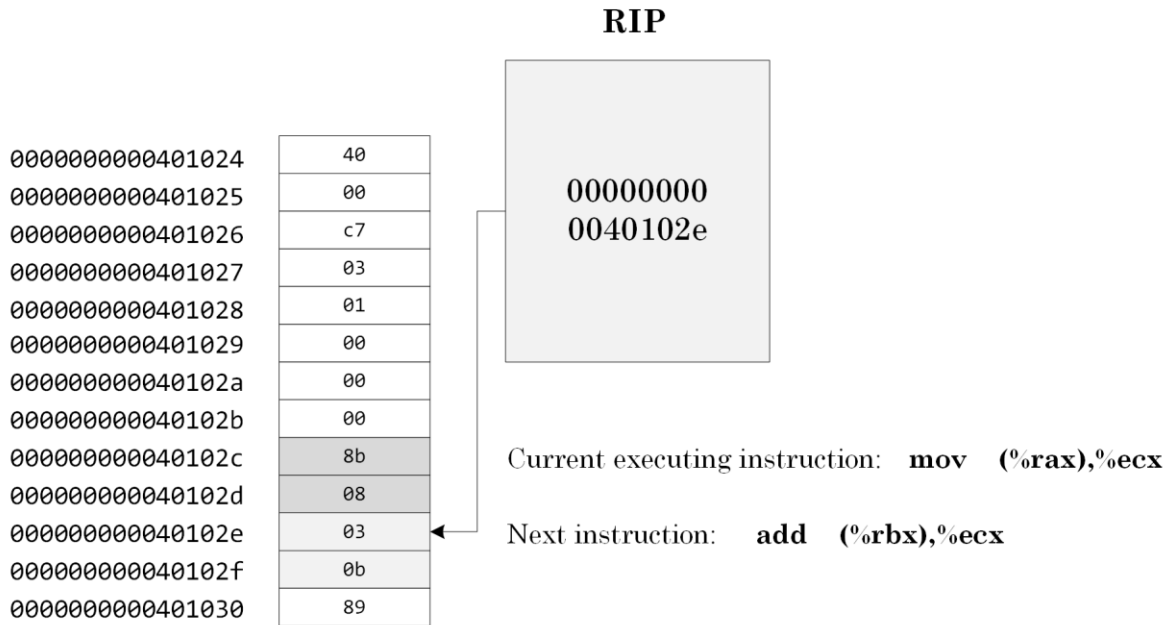 RIP
00000000
0040102e
0000000000401024 40
0000000000401025 00
0000000000401026 c7
0000000000401027 03
0000000000401028 01
0000000000401029 00
000000000040102a 00
000000000040102b 00
000000000040102c 8b
Current executing instruction: mov (%rax),%ecx
000000000040102d 08
000000000040102e 03
Next instruction: add (%rbx),%ecx
000000000040102f 0b
0000000000401030 89